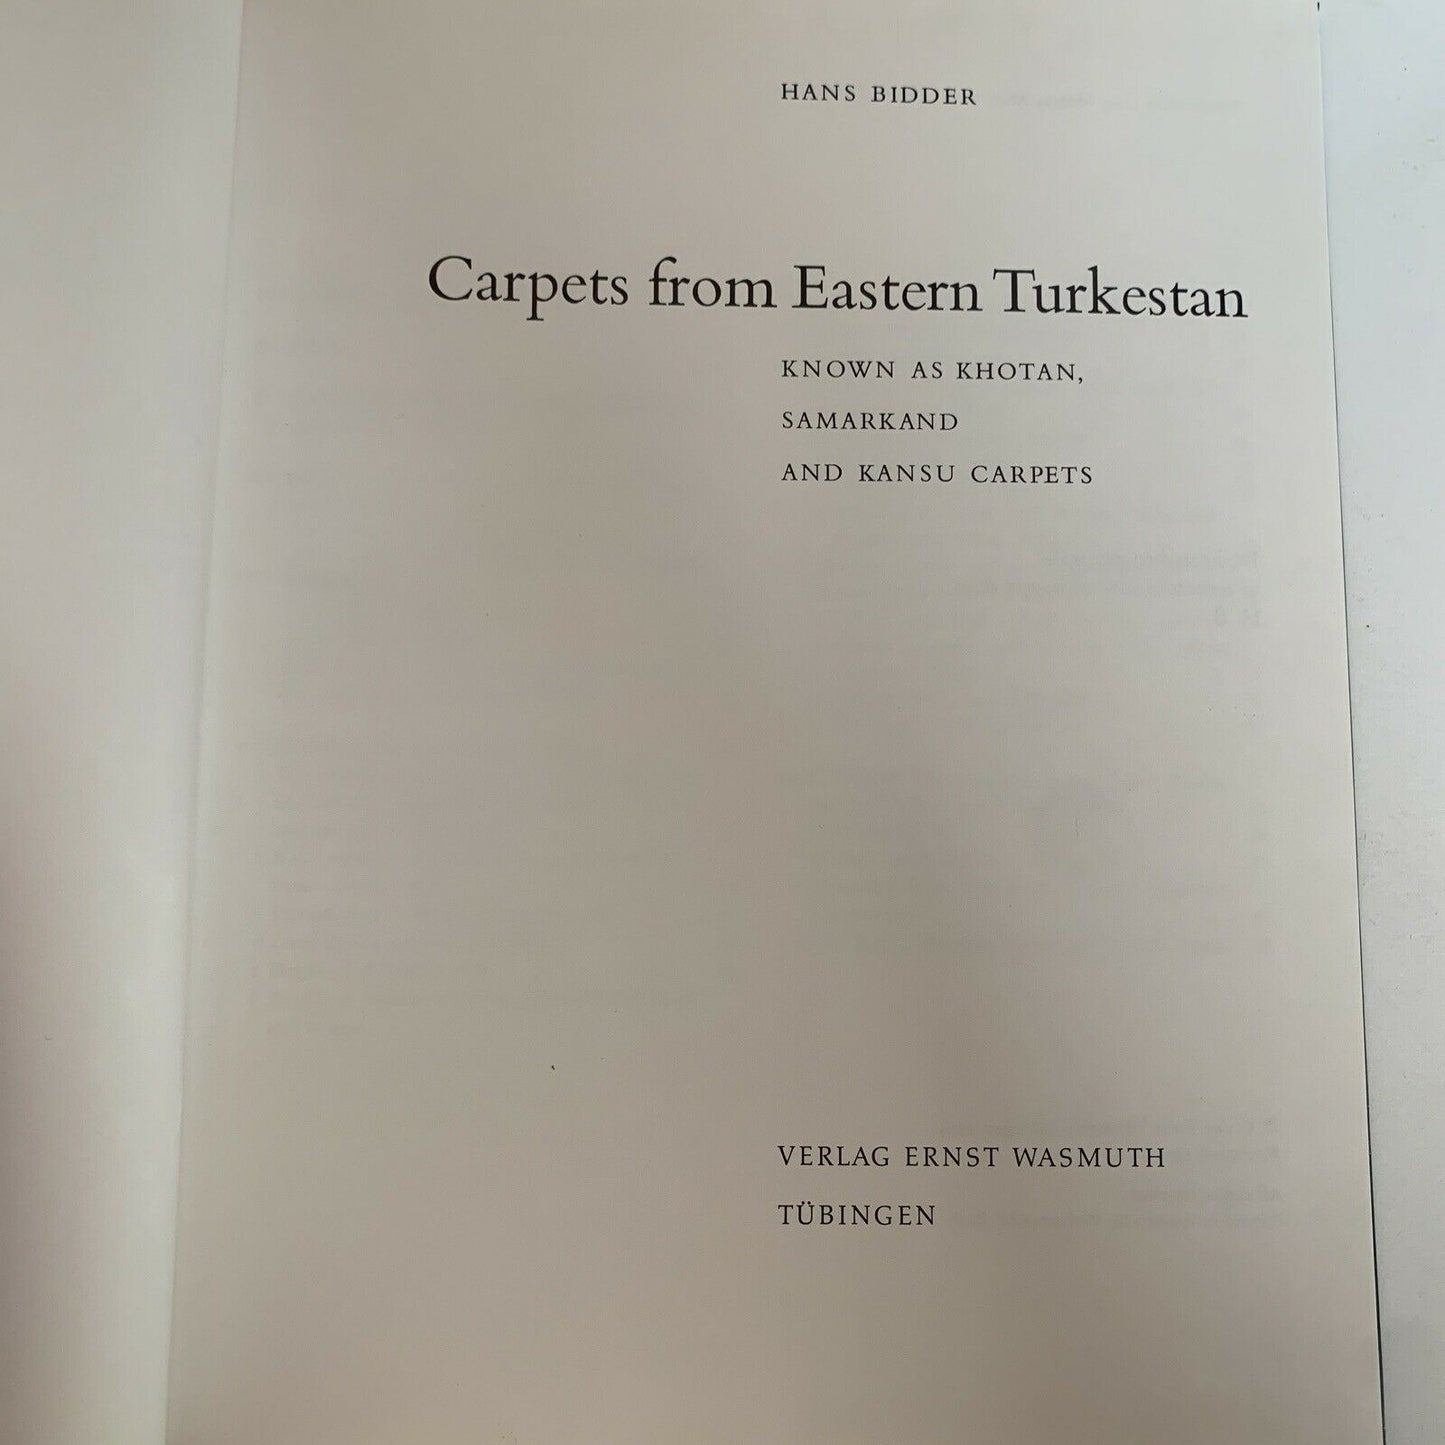 HANS BIDDER
Carpets from Eastern Turkestan
KNOWN AS KHOTAN,
SAMARKAND
AND KANSU CARPETS
VERLAG ERNST WASMUTH
TÜBINGEN